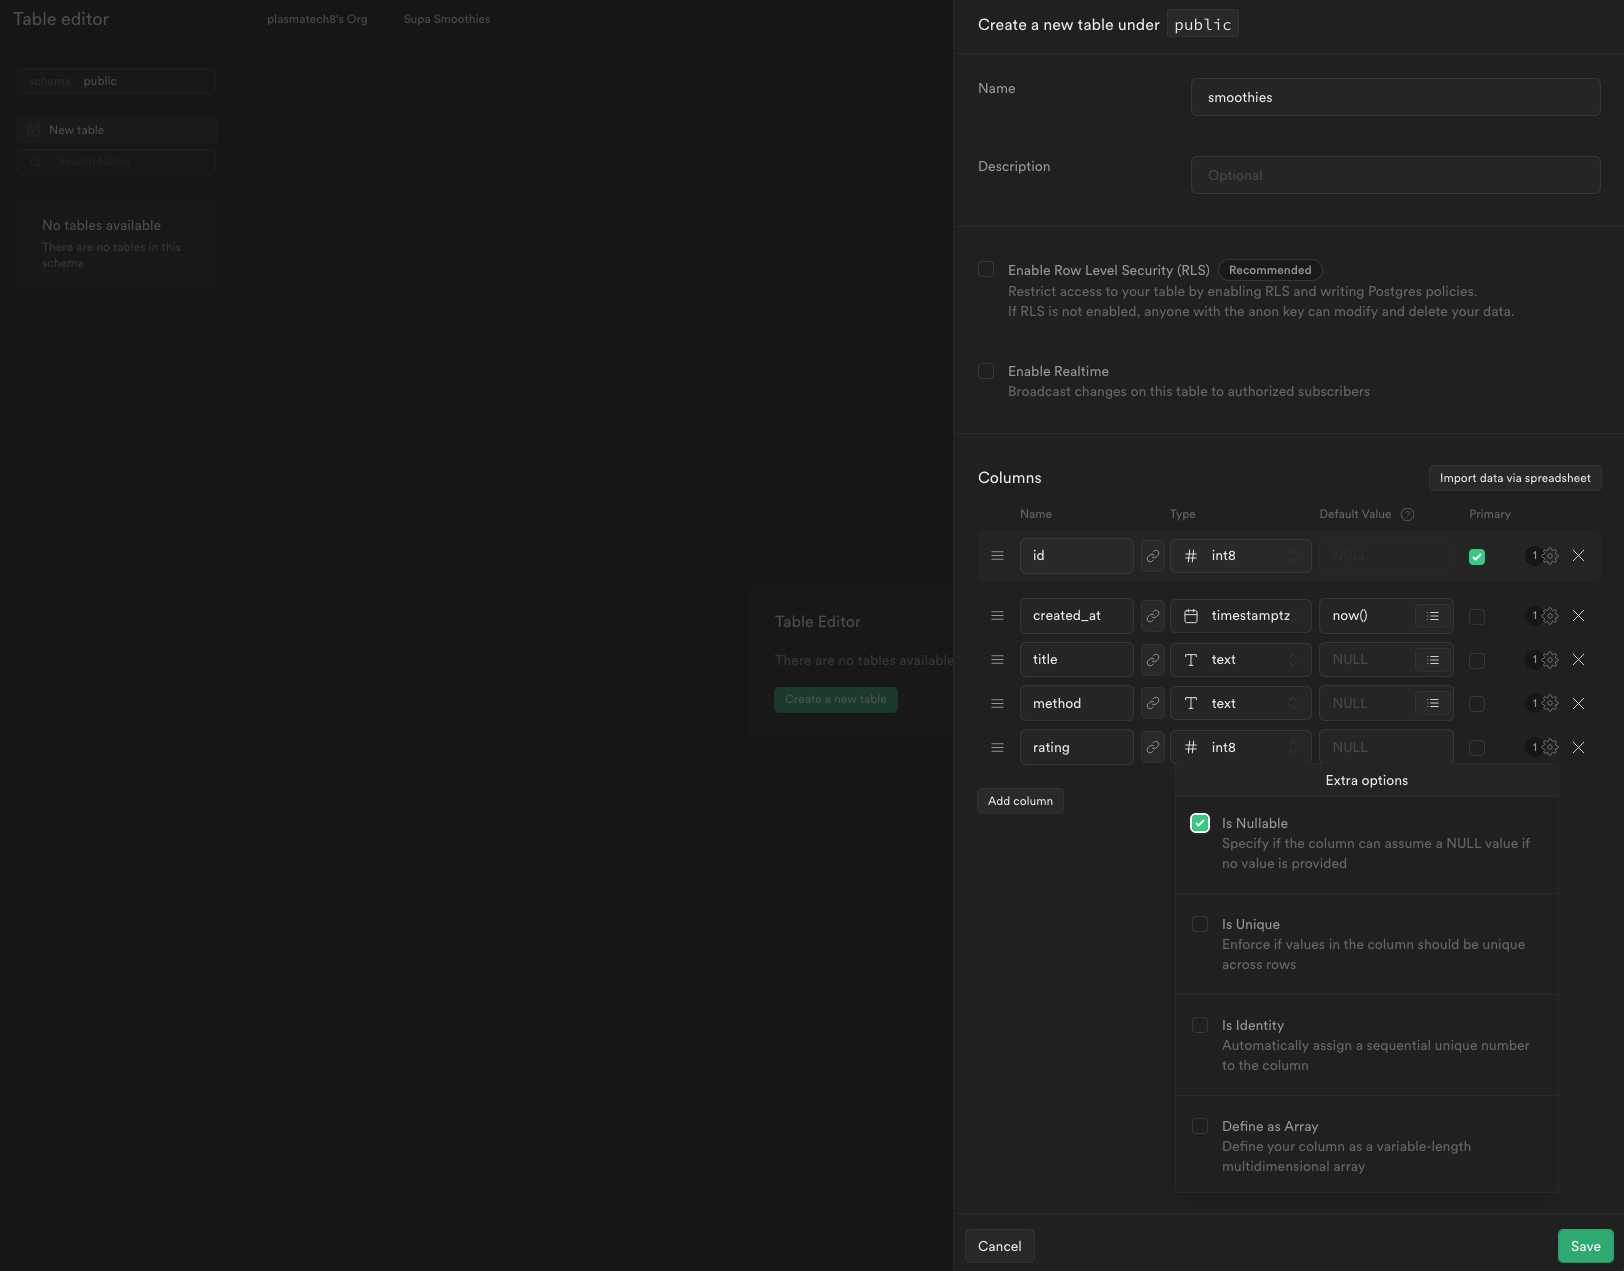 Table editor
plasmatech8's Org / Supa Smoothies
schema public
New table
Search tables
No tables available
There are no tables in this
schema
Table Editor
There are no tables available
Create a new table
Create a new table under public
Name
smoothies
Description
Optional
Enable Row Level Security (RLS) Recommended
Restrict access to your table by enabling RLS and writing Postgres policies.
If RLS is not enabled, anyone with the anon key can modify and delete your data.
Enable Realtime
Broadcast changes on this table to authorized subscribers
Columns
Import data via spreadsheet
Name Type Default Value ? Primary
id # int8 NULL 1
created_at timestamptz now() 1
title T text NULL 1
method T text NULL 1
rating # int8 NULL 1
Add column
Extra options
Is Nullable
Specify if the column can assume a NULL value if
no value is provided
Is Unique
Enforce if values in the column should be unique
across rows
Is Identity
Automatically assign a sequential unique number
to the column
Define as Array
Define your column as a variable-length
multidimensional array
Cancel
Save